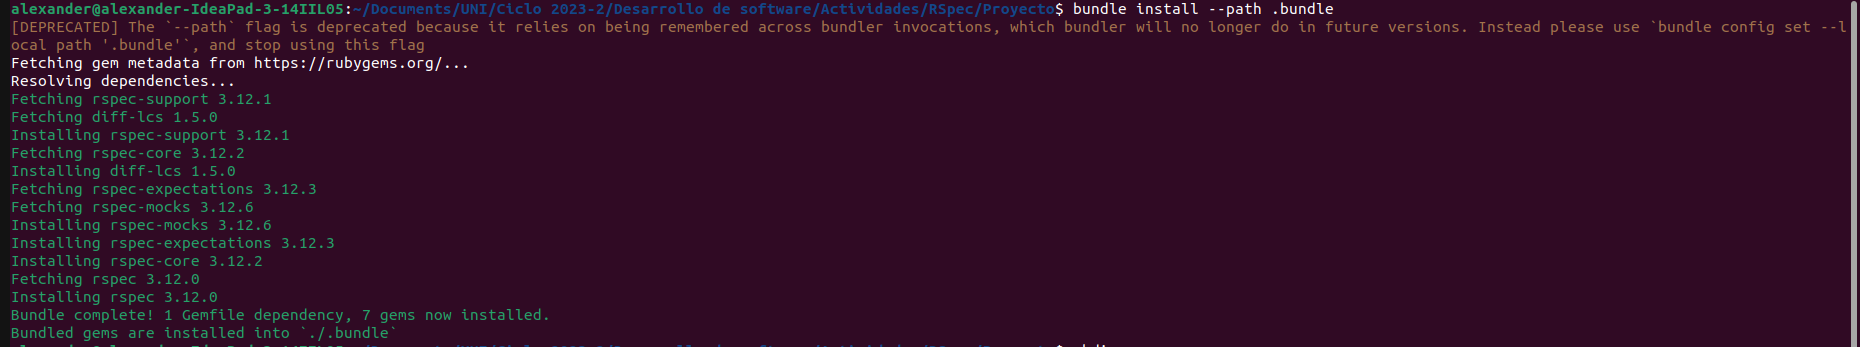 alexander@alexander-IdeaPad-3-14IIL05:~/Documents/UNI/Ciclo 2023-2/Desarrollo de software/Actividades/RSpec/Proyecto$ bundle install --path .bundle
[DEPRECATED] The `--path` flag is deprecated because it relies on being remembered across bundler invocations, which bundler will no longer do in future versions. Instead please use `bundle config set --l
ocal path '.bundle'`, and stop using this flag
Fetching gem metadata from https://rubygems.org/...
Resolving dependencies...
Fetching rspec-support 3.12.1
Fetching diff-lcs 1.5.0
Installing rspec-support 3.12.1
Fetching rspec-core 3.12.2
Installing diff-lcs 1.5.0
Fetching rspec-expectations 3.12.3
Fetching rspec-mocks 3.12.6
Installing rspec-mocks 3.12.6
Installing rspec-expectations 3.12.3
Installing rspec-core 3.12.2
Fetching rspec 3.12.0
Installing rspec 3.12.0
Bundle complete! 1 Gemfile dependency, 7 gems now installed.
Bundled gems are installed into `./.bundle`